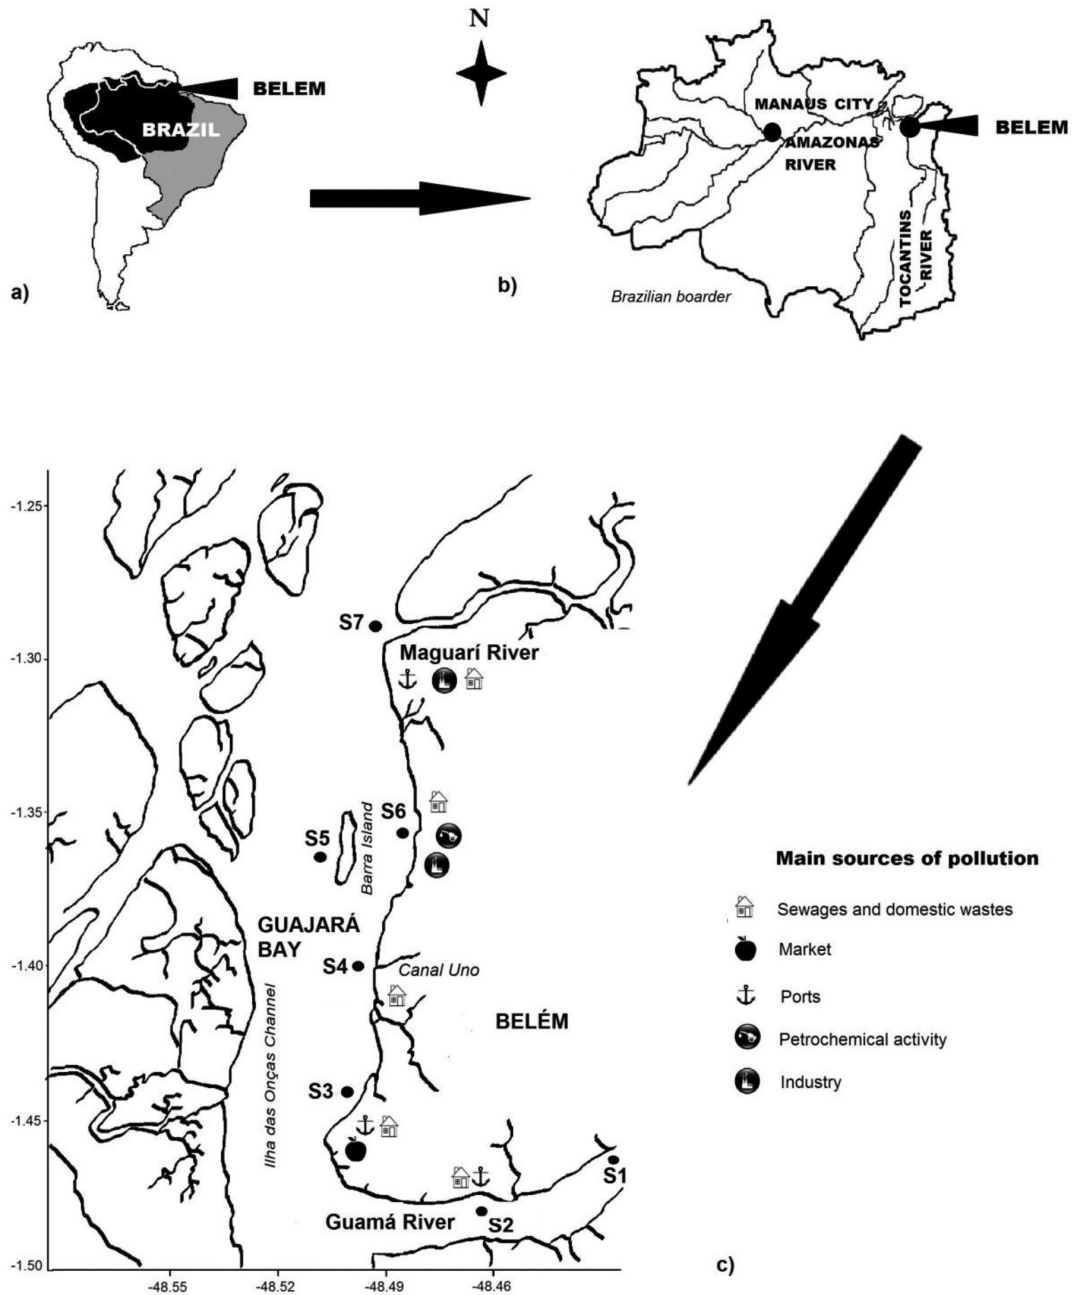 N
BELEM
BRAZIL
a)
MANAUS CITY
BELEM
AMAZONAS
RIVER
TOCANTINS
RIVER
b)
Brazilian boarder
-1.25
S7
-1.30
Maguarí River
-1.35
S6
S5
Barra Island
GUAJARÁ
BAY
-1.40
S4
Canal Uno
BELÉM
Ilha das Onças Channel
S3
-1.45
S1
Guamá River
S2
-1.50
-48.55
-48.52
-48.49
-48.46
Main sources of pollution
Sewages and domestic wastes
Market
Ports
Petrochemical activity
Industry
c)